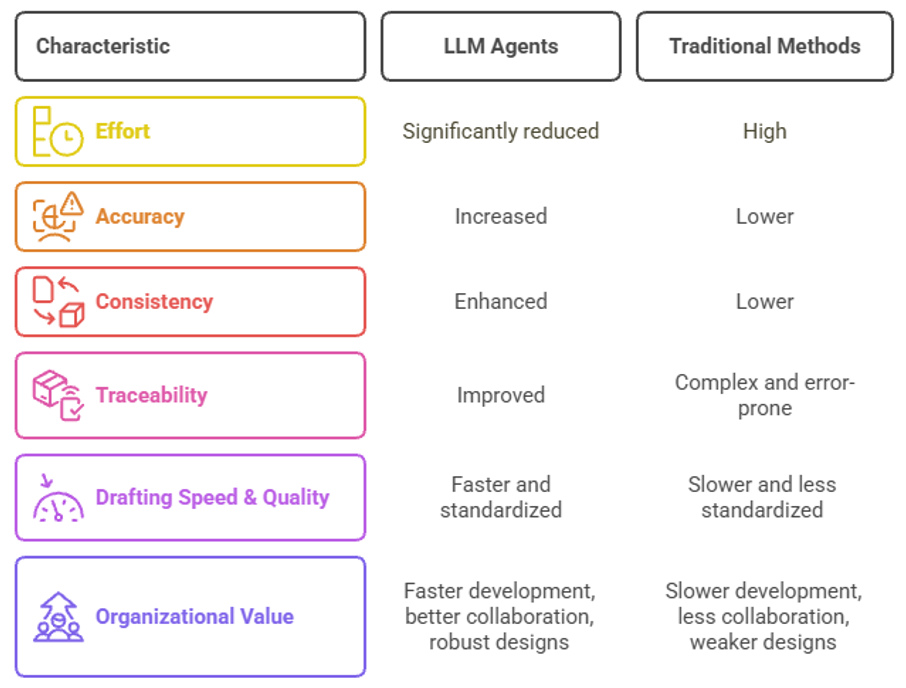 Characteristic
LLM Agents
Traditional Methods
Effort
Significantly reduced
High
Accuracy
Increased
Lower
Consistency
Enhanced
Lower
Traceability
Improved
Complex and error-
prone
Drafting Speed & Quality
Faster and
standardized
Slower and less
standardized
Organizational Value
Faster development,
better collaboration,
robust designs
Slower development,
less collaboration,
weaker designs